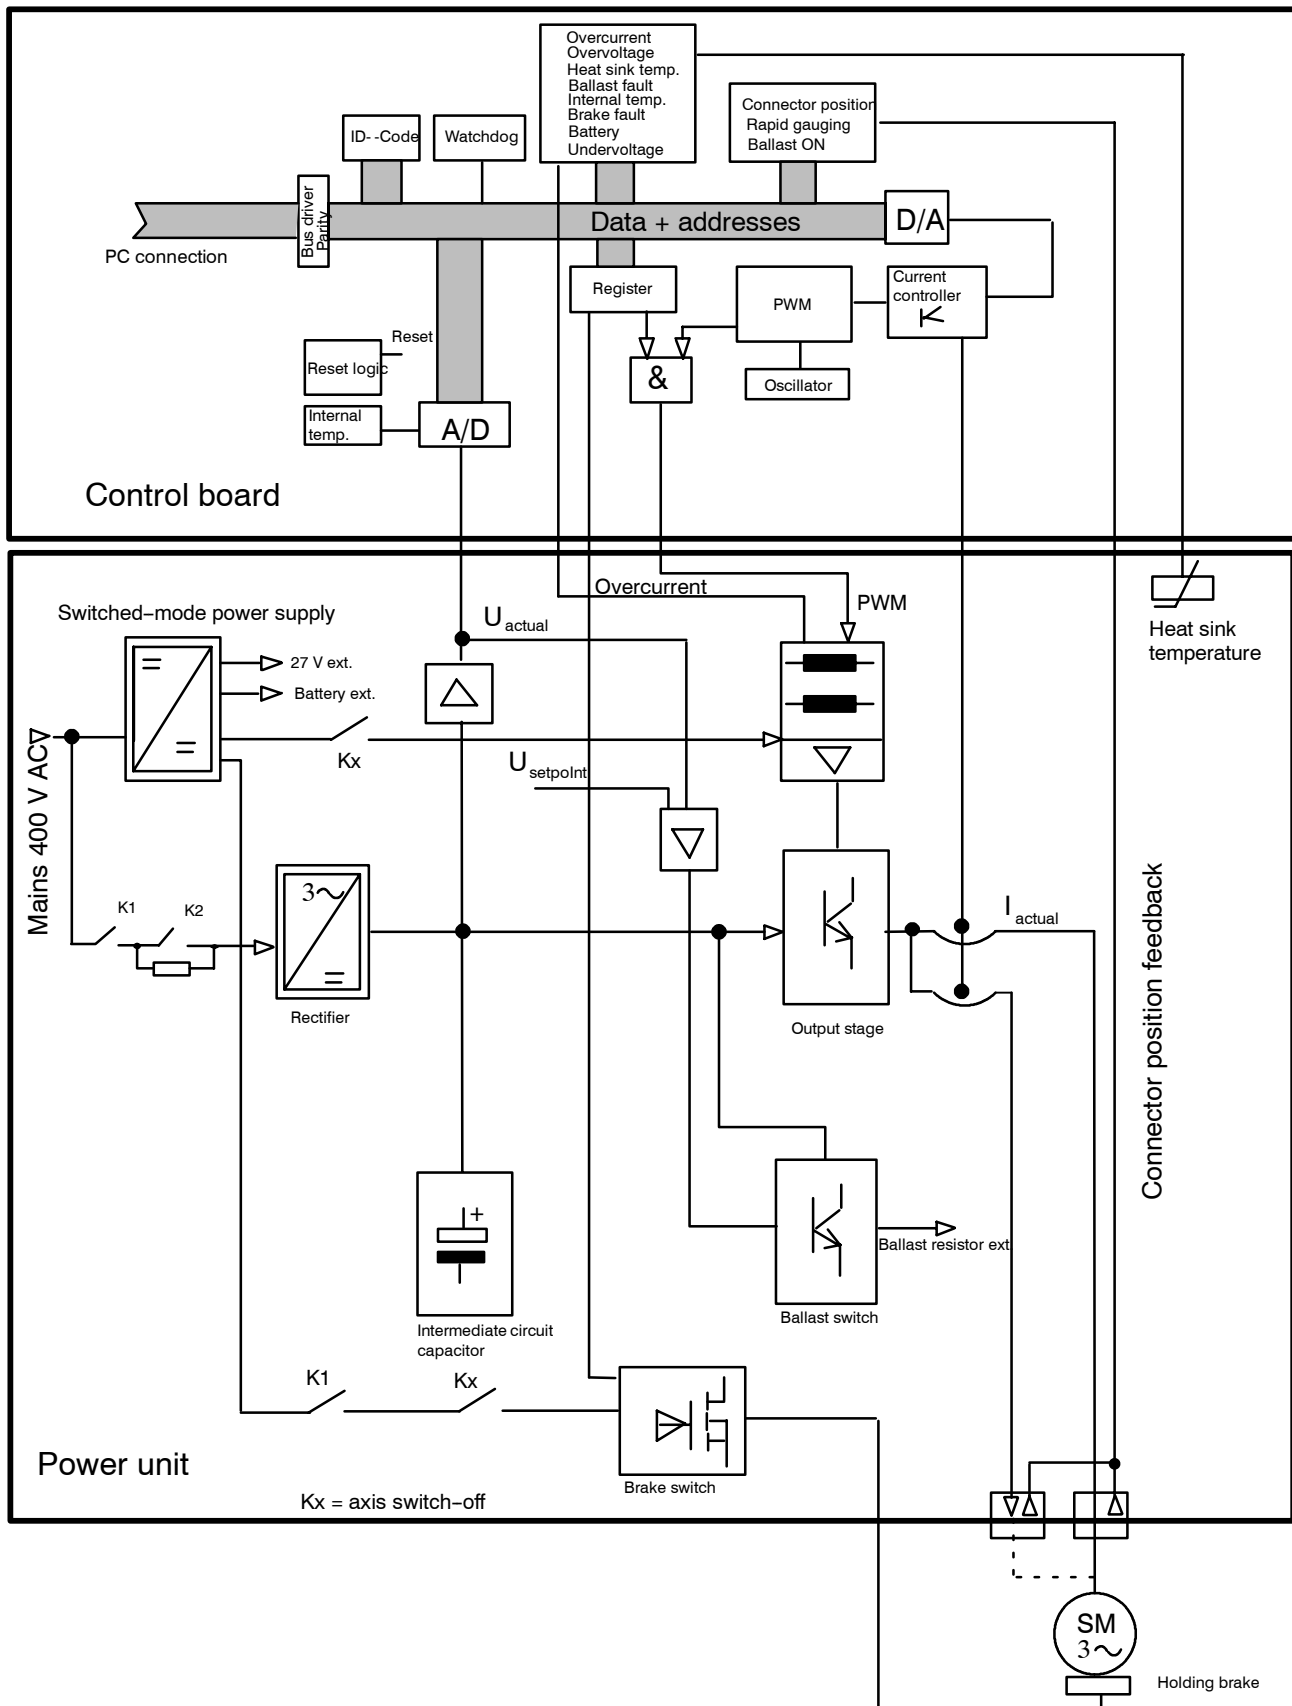 Overcurrent
Overvoltage
Heat sink temp.
Ballast fault
Internal temp.
Brake fault
Battery
Undervoltage
Connector position
Rapid gauging
Ballast ON
ID--Code
Watchdog
Bus driver
Parity
Data + addresses
D/A
PC connection
Register
PWM
Current
controller
Reset
Reset logic
&
Oscillator
Internal
temp.
A/D
Control board
Overcurrent
PWM
Switched-mode power supply
U actual
Heat sink
temperature
=
27 V ext.
Battery ext.
=
Kx
U setpoInt
Mains 400 V AC
K1
K2
3~
=
Rectifier
I actual
Output stage
Connector position feedback
+
Ballast resistor ext
Ballast switch
Intermediate circuit
capacitor
K1
Kx
Power unit
Brake switch
Kx = axis switch-off
SM
3~
Holding brake